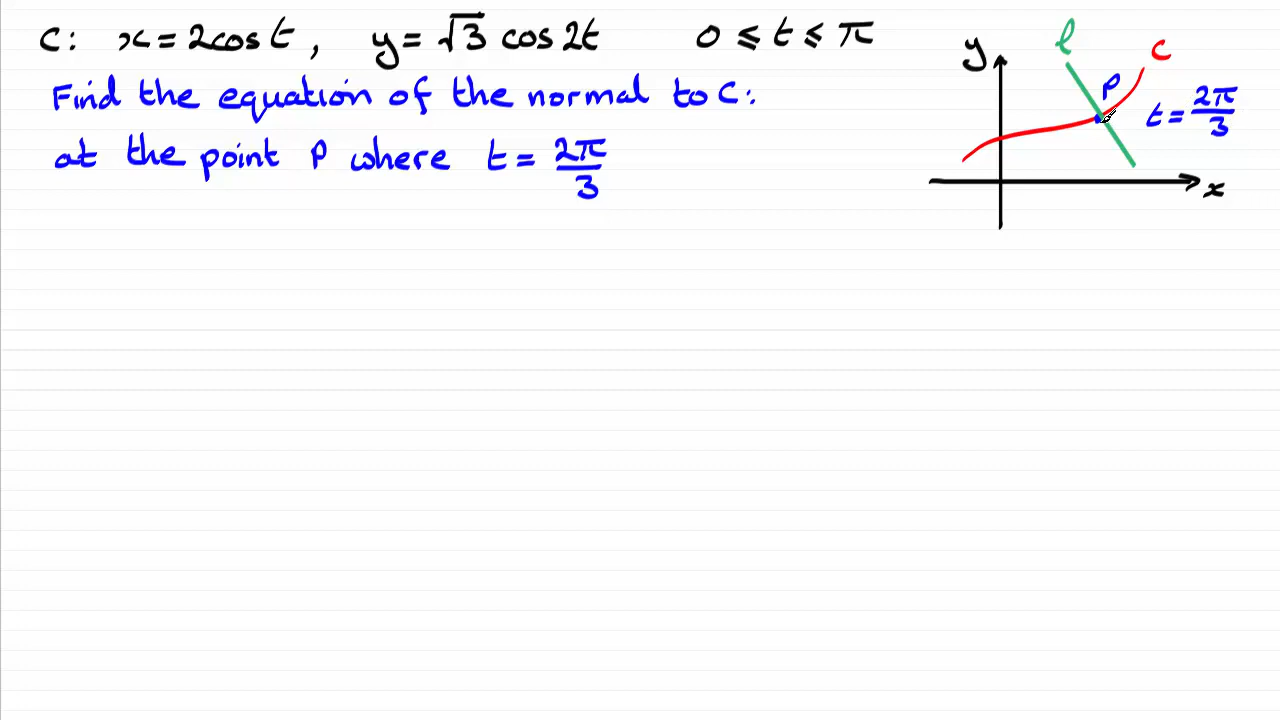 C: x = 2cos t, y = √3 cos 2t 0 ⩽ t ⩽ π
Find the equation of the normal to C:
at the point P where t = 2π/3
y
l
C
P
t = 2π/3
x